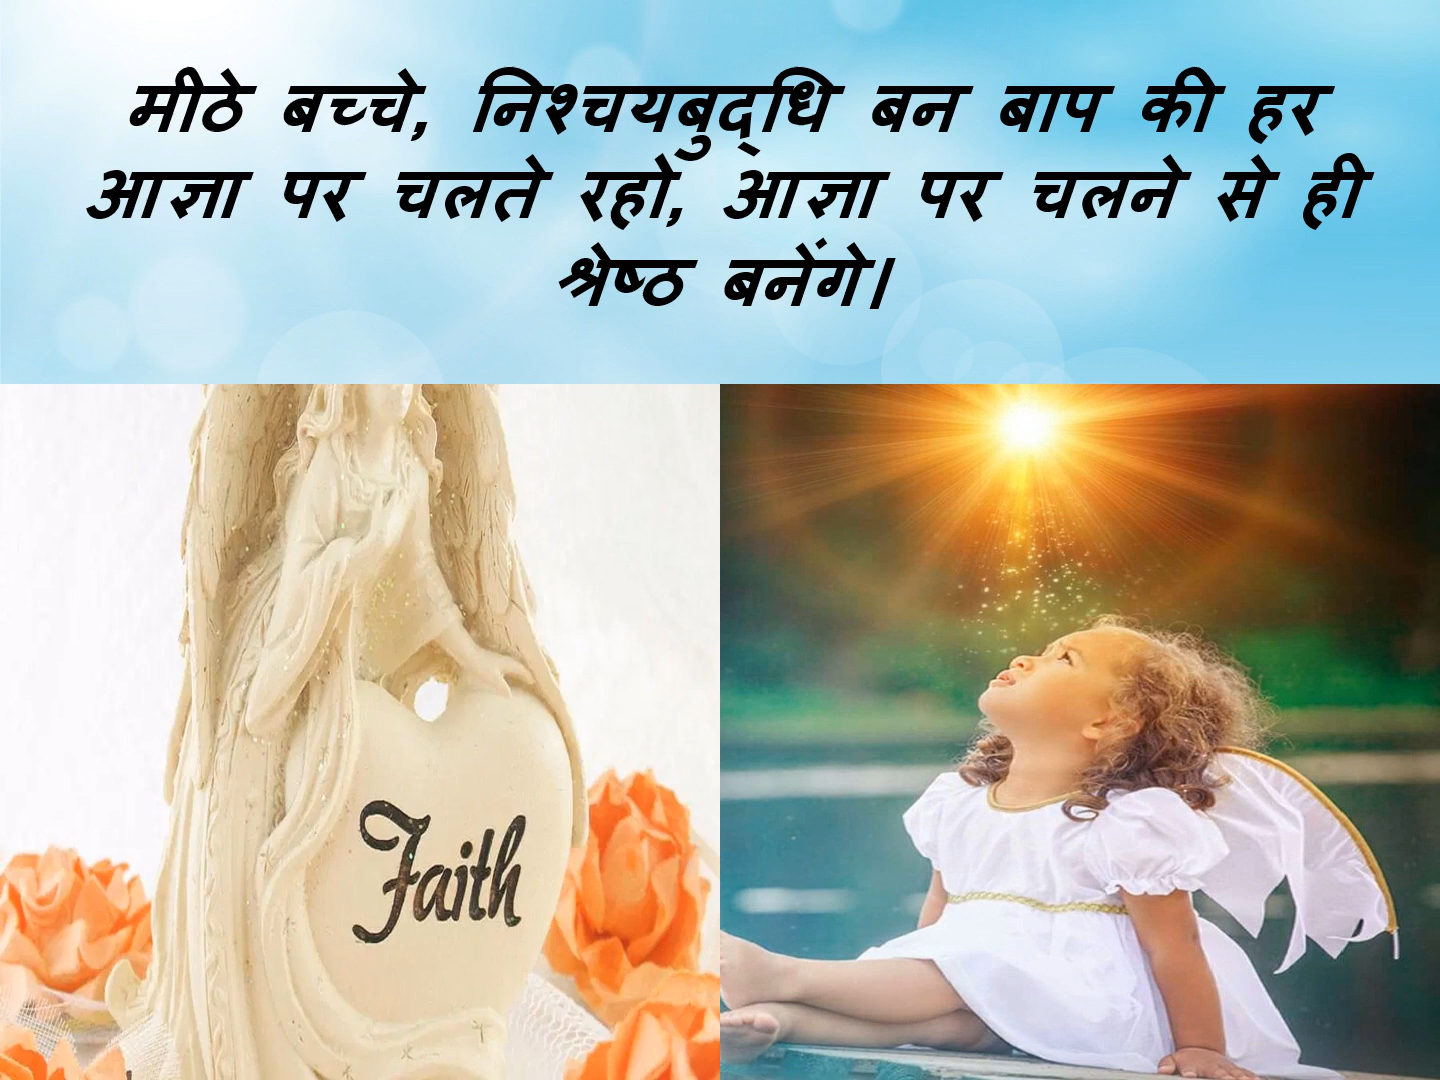 मीठे बच्चे, निश्चयबुद्धि बन बाप की हर
आज्ञा पर चलते रहो, आज्ञा पर चलने से ही
श्रेष्ठ बनेंगे।
Faith